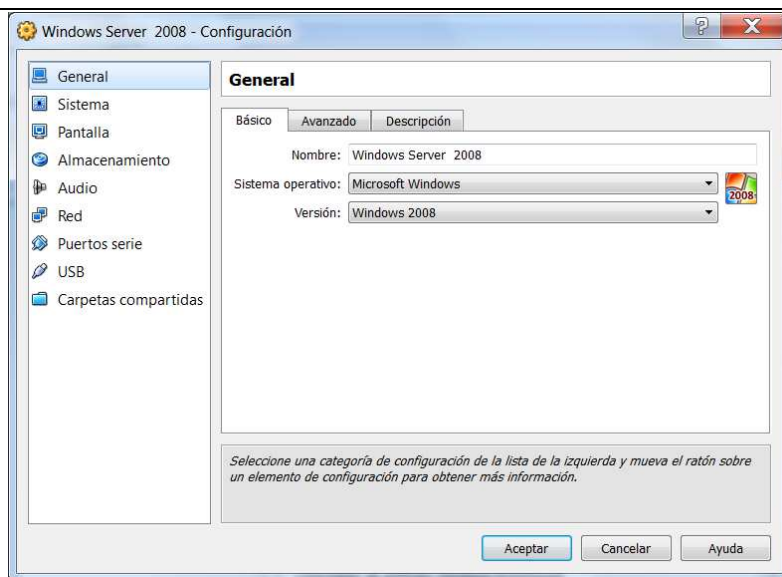 Windows Server 2008 - Configuración
General
Sistema
Pantalla
Almacenamiento
Audio
Red
Puertos serie
USB
Carpetas compartidas
General
Básico Avanzado Descripción
Nombre: Windows Server 2008
Sistema operativo: Microsoft Windows
2008
Versión: Windows 2008
Seleccione una categoría de configuración de la lista de la izquierda y mueva el ratón sobre
un elemento de configuración para obtener más información.
Aceptar Cancelar Ayuda